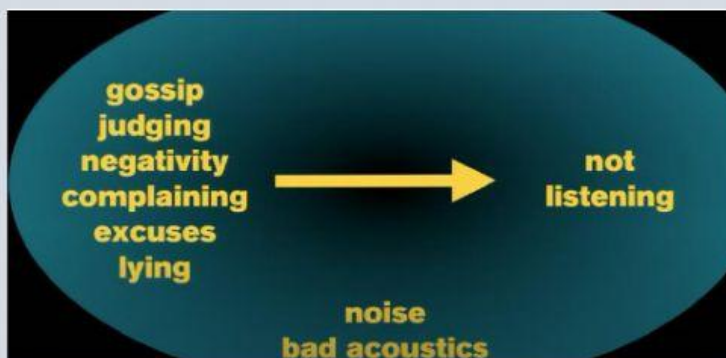 gossip
judging
negativity
complaining
excuses
lying
not
listening
noise
bad acoustics